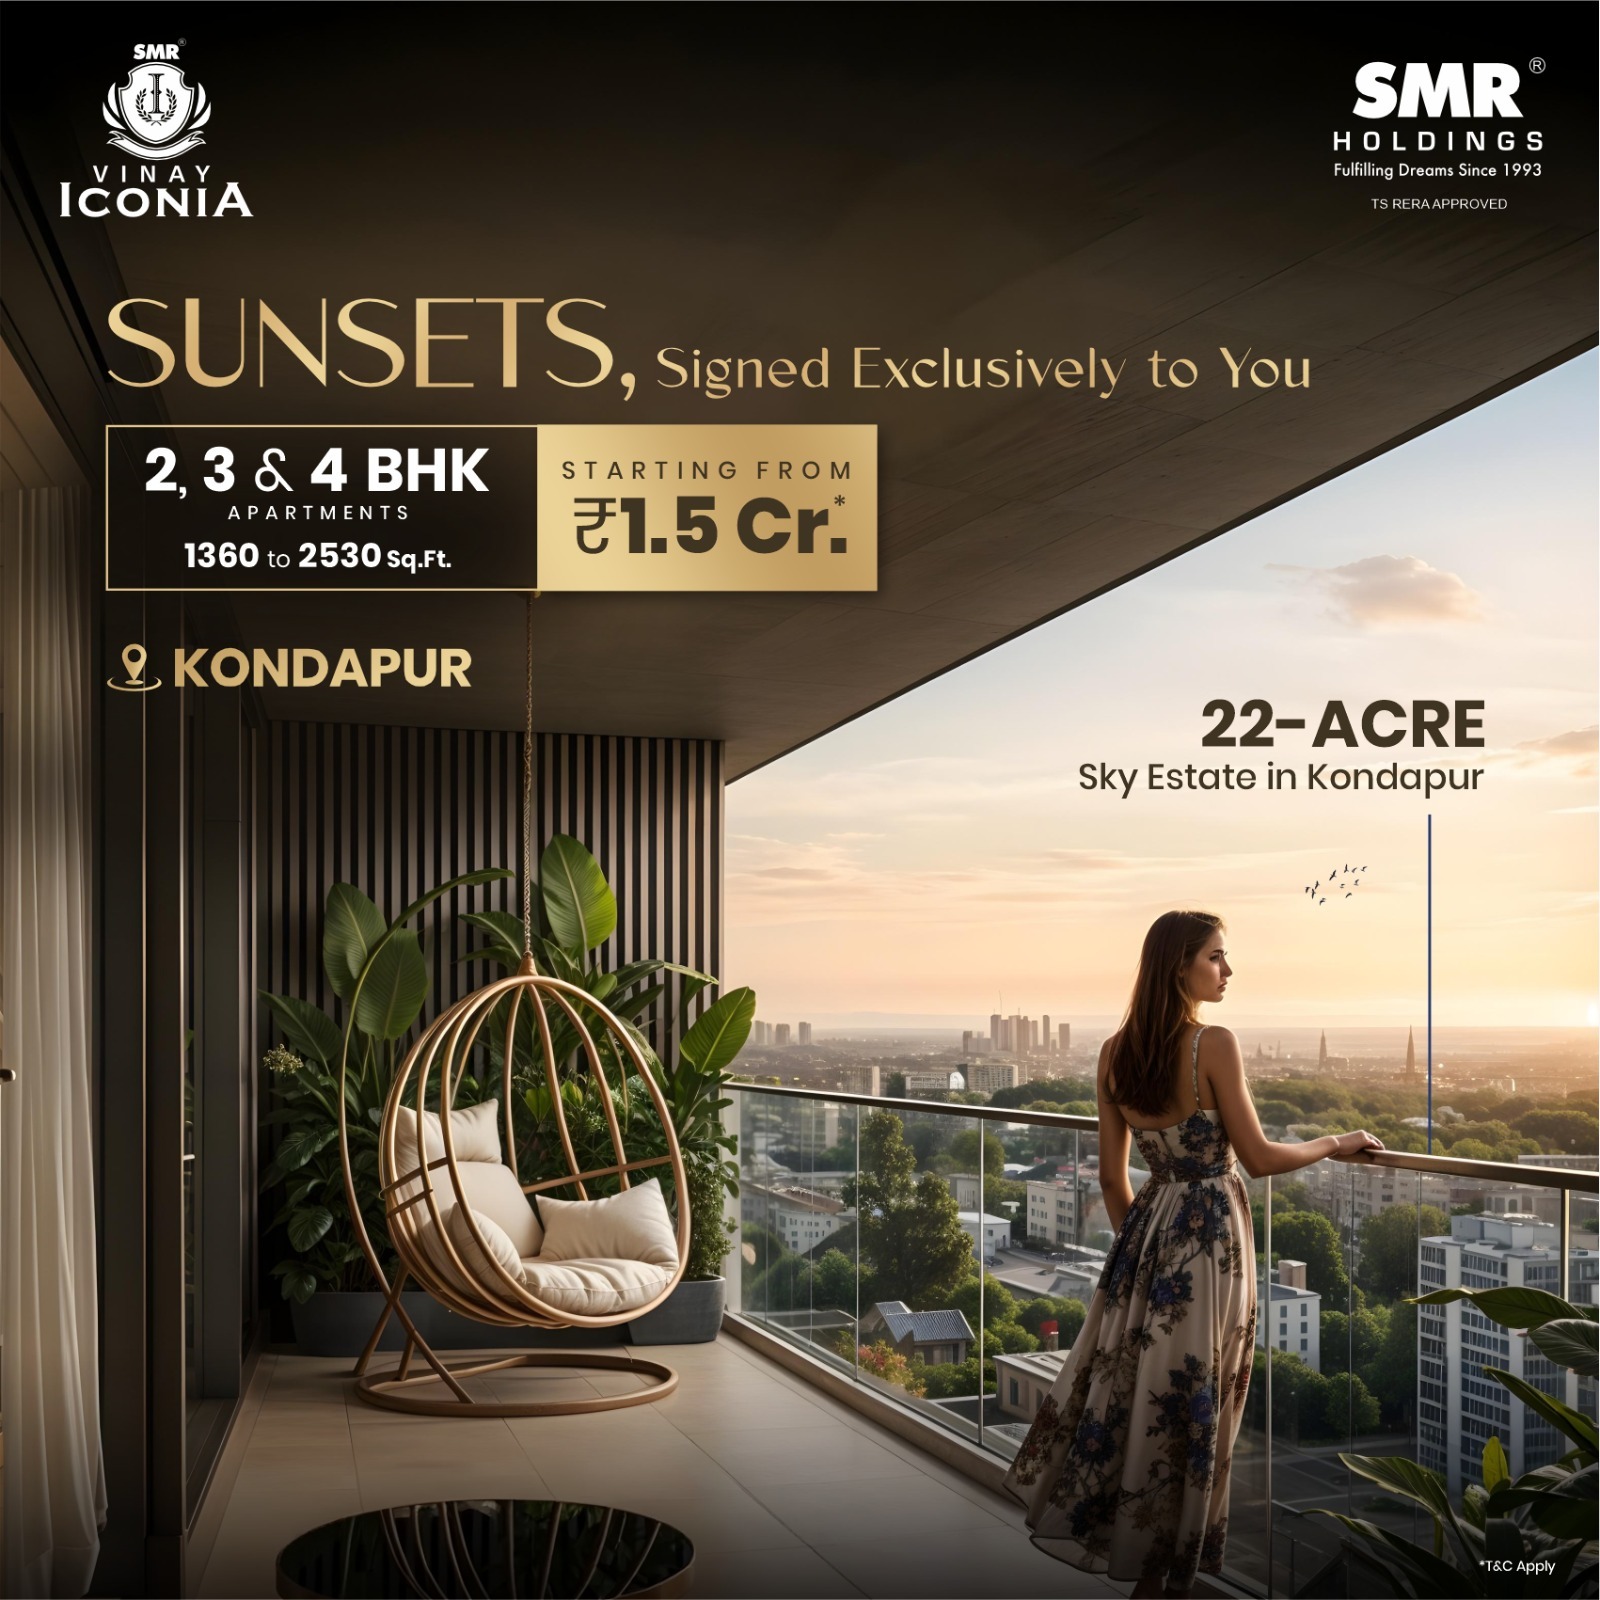 SMR®
I
VINAY
ICONIA
SMR®
HOLDINGS
Fulfilling Dreams Since 1993
TS RERA APPROVED
SUNSETS, Signed Exclusively to You
2, 3 & 4 BHK
APARTMENTS
1360 to 2530 Sq.Ft.
STARTING FROM
₹1.5 Cr.*
KONDAPUR
22-ACRE
Sky Estate in Kondapur
*T&C Apply